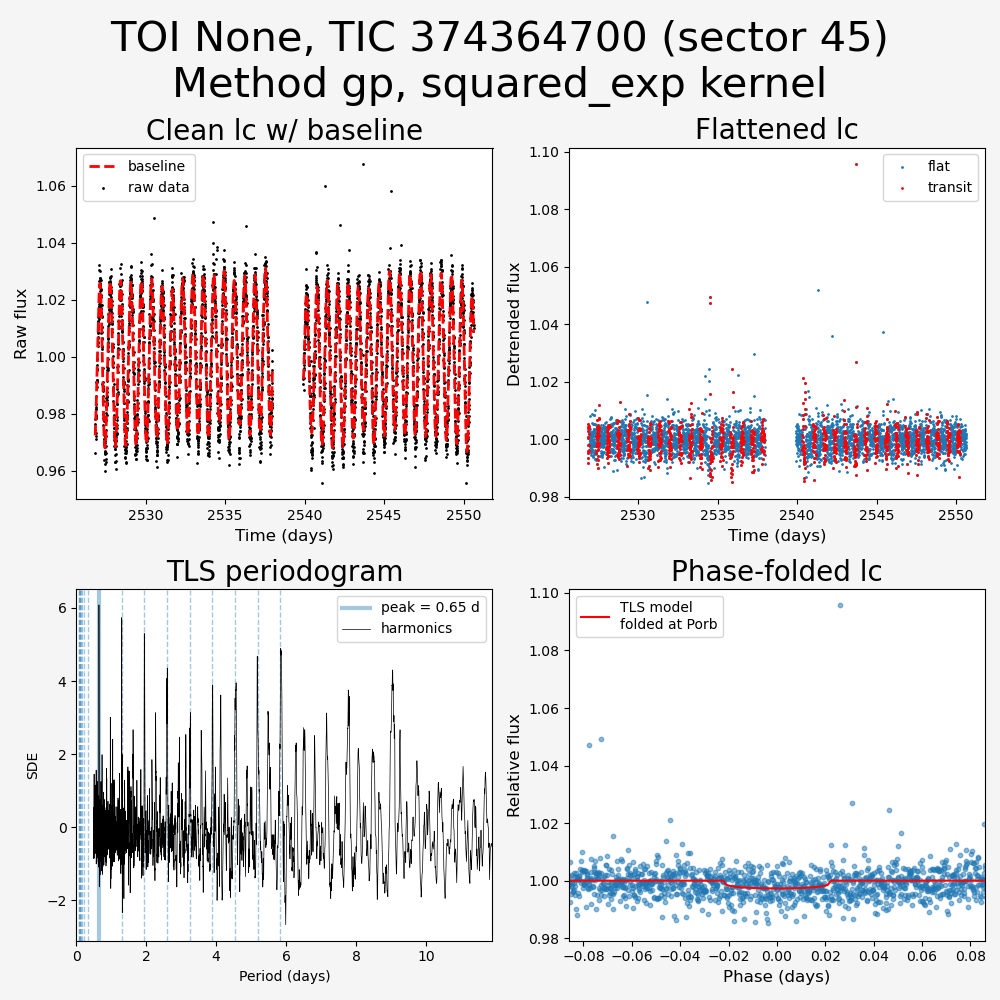 TOI None, TIC 374364700 (sector 45)
Method gp, squared_exp kernel
Clean lc w/ baseline
baseline
raw data
1.06
1.04
1.02
1.00
0.98
0.96
Raw flux
2530
2535
2540
2545
2550
Time (days)
Flattened lc
flat
transit
1.10
1.08
1.06
1.04
1.02
1.00
0.98
Detrended flux
2530
2535
2540
2545
2550
Time (days)
TLS periodogram
peak = 0.65 d
harmonics
6
4
2
0
−2
SDE
0
2
4
6
8
10
Period (days)
Phase-folded lc
TLS model
folded at Porb
1.10
1.08
1.06
1.04
1.02
1.00
0.98
Relative flux
−0.08
−0.06
−0.04
−0.02
0.00
0.02
0.04
0.06
0.08
Phase (days)